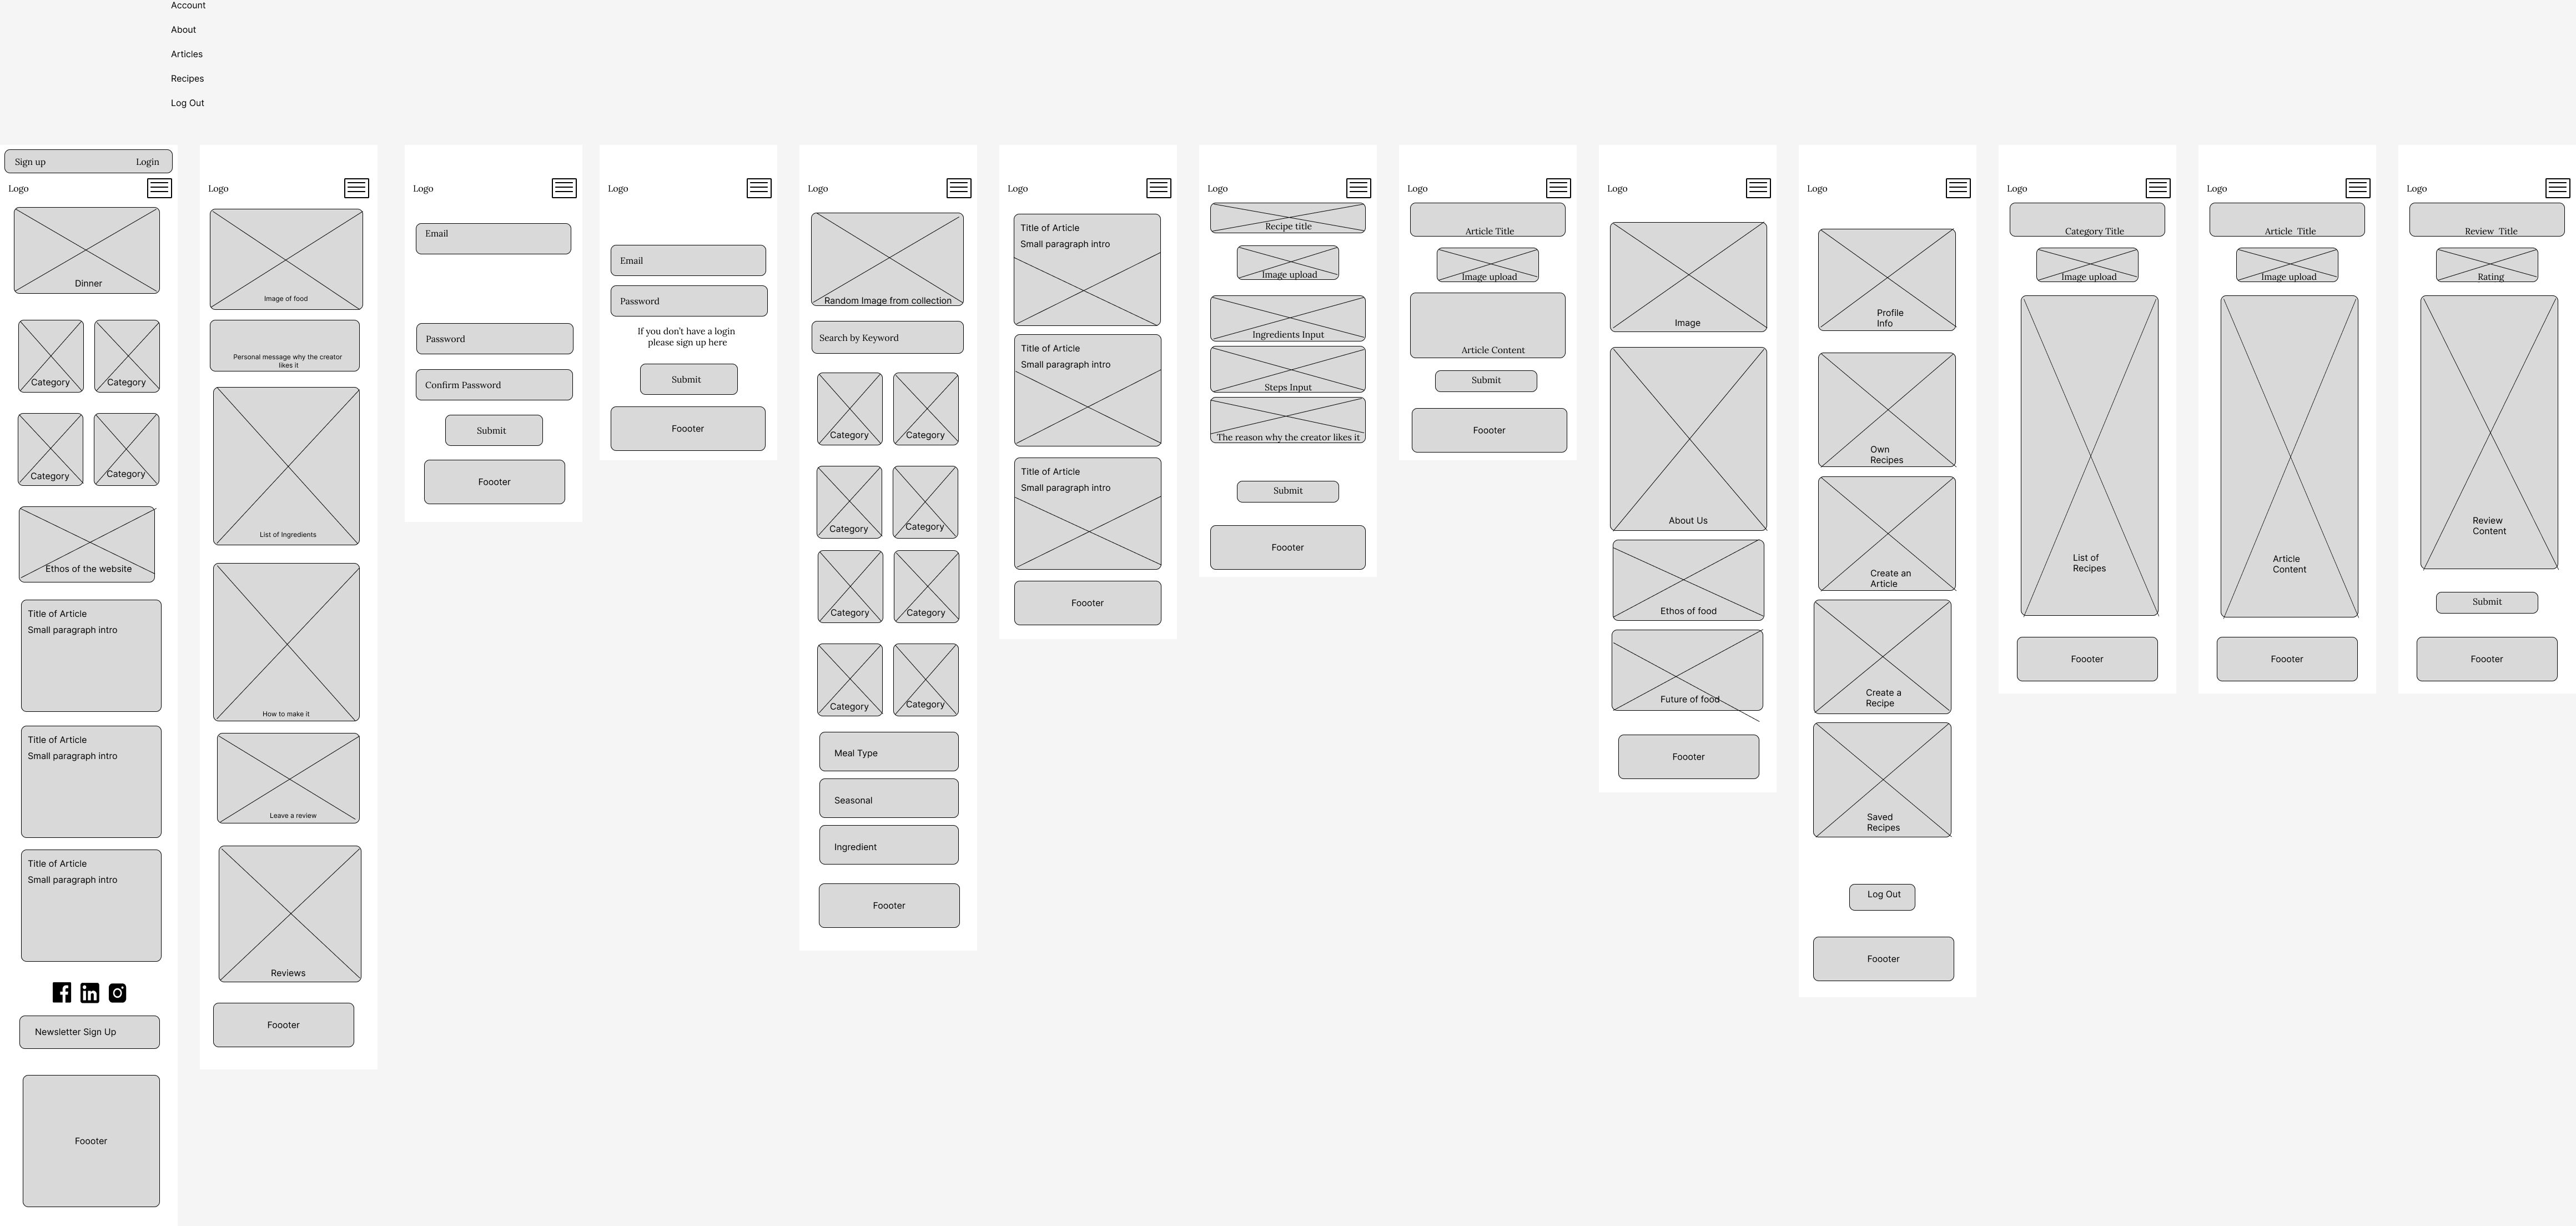 Account
About
Articles
Recipes
Log Out
Sign up Login
Logo
Dinner
Category Category
Category Category
Ethos of the website
Title of Article
Small paragraph intro
Title of Article
Small paragraph intro
Title of Article
Small paragraph intro
Newsletter Sign Up
Foooter
Logo
Image of food
Personal message why the creator
likes it
List of Ingredients
How to make it
Leave a review
Reviews
Foooter
Logo
Email
Password
Confirm Password
Submit
Foooter
Logo
Email
Password
If you don't have a login
please sign up here
Submit
Foooter
Logo
Random Image from collection
Search by Keyword
Category Category
Category Category
Category Category
Category Category
Meal Type
Seasonal
Ingredient
Foooter
Logo
Title of Article
Small paragraph intro
Title of Article
Small paragraph intro
Title of Article
Small paragraph intro
Foooter
Logo
Recipe title
Image upload
Ingredients Input
Steps Input
The reason why the creator likes it
Submit
Foooter
Logo
Article Title
Image upload
Article Content
Submit
Foooter
Logo
Image
About Us
Ethos of food
Future of food
Foooter
Logo
Profile
Info
Own
Recipes
Create an
Article
Create a
Recipe
Saved
Recipes
Log Out
Foooter
Logo
Category Title
Image upload
List of
Recipes
Foooter
Logo
Article Title
Image upload
Article
Content
Foooter
Logo
Review Title
Rating
Review
Content
Submit
Foooter